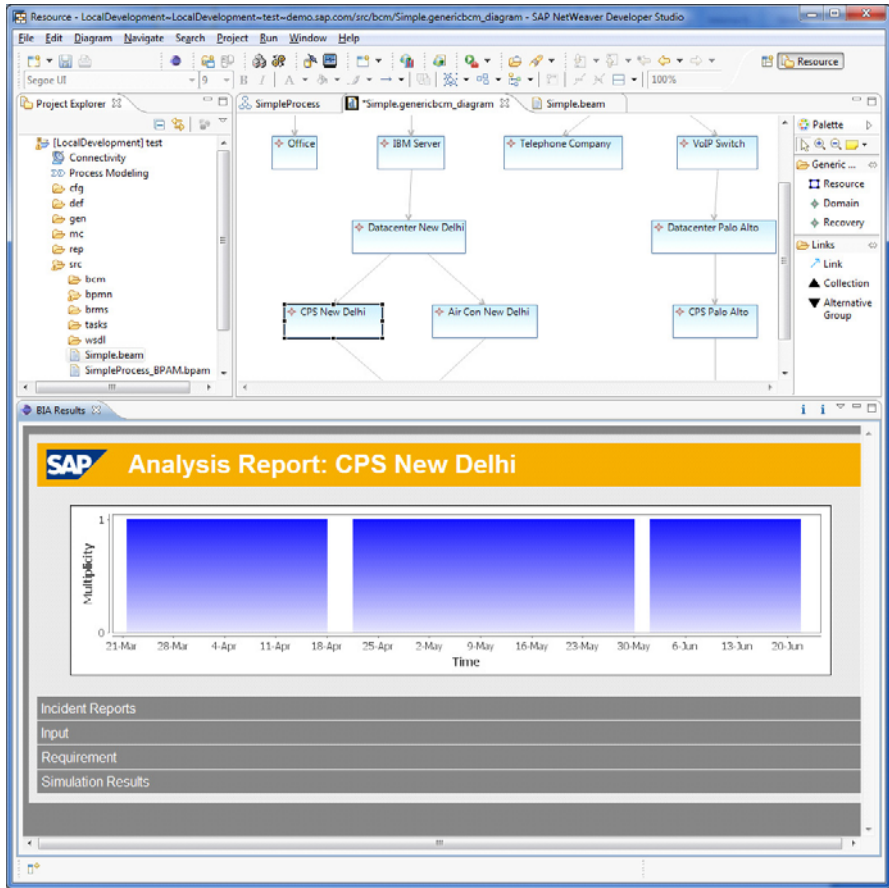 Resource - LocalDevelopment~LocalDevelopment~test~demo.sap.com/src/bcm/Simple.genericbcm_diagram - SAP NetWeaver Developer Studio
File Edit Diagram Navigate Search Project Run Window Help
Resource
Segoe UI 9 B I A 100%
Project Explorer
SimpleProcess *Simple.genericbcm_diagram Simple.beam
[LocalDevelopment] test
Connectivity
Process Modeling
cfg
def
gen
mc
rep
src
bcm
bpmn
brms
tasks
wsdl
Simple.beam
SimpleProcess_BPAM.bpam
Office IBM Server Telephone Company VoIP Switch
Datacenter New Delhi Datacenter Palo Alto
CPS New Delhi Air Con New Delhi CPS Palo Alto
Palette
Generic ...
Resource
Domain
Recovery
Links
Link
Collection
Alternative
Group
BIA Results
SAP Analysis Report: CPS New Delhi
1
Multiplicity
0
21-Mar 28-Mar 4-Apr 11-Apr 18-Apr 25-Apr 2-May 9-May 16-May 23-May 30-May 6-Jun 13-Jun 20-Jun
Time
Incident Reports
Input
Requirement
Simulation Results